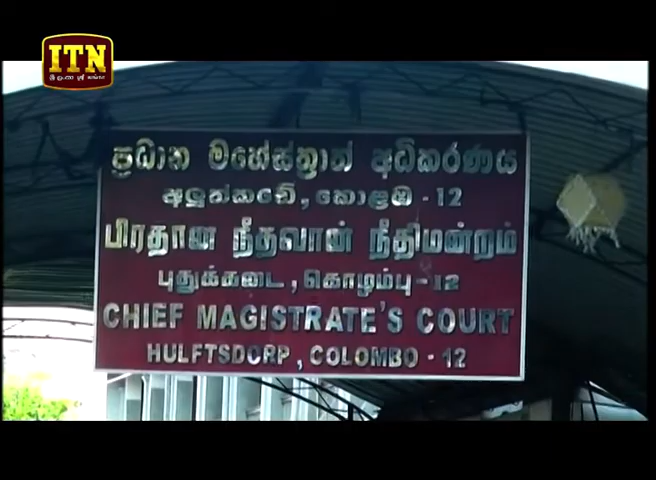 ITN
ප්‍රධාන මහේස්ත්‍රාත් අධිකරණය
අලුත්කඩේ, කොළඹ - 12
பிரதான நீதவான் நீதிமன்றம்
புதுக்கடை, கொழும்பு - 12
CHIEF MAGISTRATE'S COURT
HULFTSDORP, COLOMBO - 12